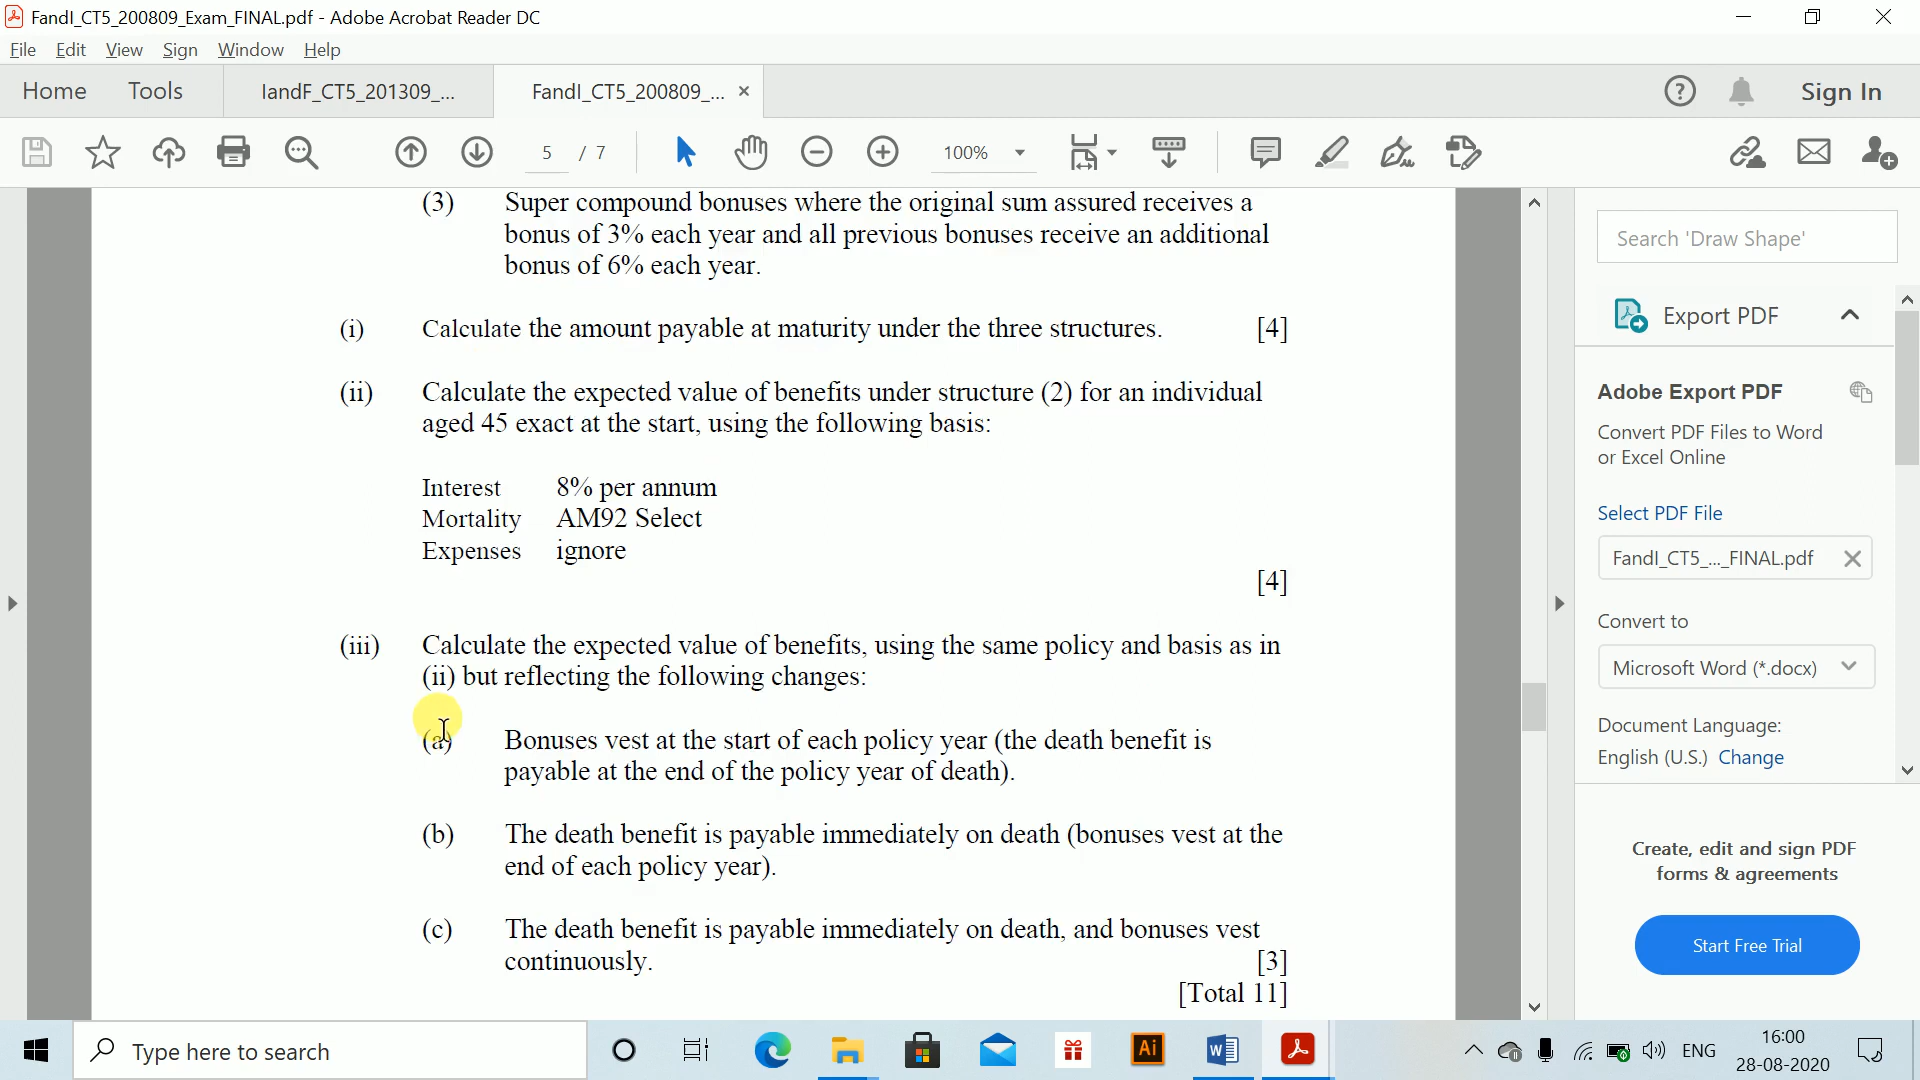 FandI_CT5_200809_Exam_FINAL.pdf - Adobe Acrobat Reader DC
File Edit View Sign Window Help
Home Tools IandF_CT5_201309_... FandI_CT5_200809_... × Sign In
5 / 7 100%
(3) Super compound bonuses where the original sum assured receives a
bonus of 3% each year and all previous bonuses receive an additional
bonus of 6% each year.
(i) Calculate the amount payable at maturity under the three structures. [4]
(ii) Calculate the expected value of benefits under structure (2) for an individual
aged 45 exact at the start, using the following basis:
Interest 8% per annum
Mortality AM92 Select
Expenses ignore
[4]
(iii) Calculate the expected value of benefits, using the same policy and basis as in
(ii) but reflecting the following changes:
(a) Bonuses vest at the start of each policy year (the death benefit is
payable at the end of the policy year of death).
(b) The death benefit is payable immediately on death (bonuses vest at the
end of each policy year).
(c) The death benefit is payable immediately on death, and bonuses vest
continuously. [3]
[Total 11]
Search 'Draw Shape'
Export PDF
Adobe Export PDF
Convert PDF Files to Word
or Excel Online
Select PDF File
FandI_CT5_..._FINAL.pdf
Convert to
Microsoft Word (*.docx)
Document Language:
English (U.S.) Change
Create, edit and sign PDF
forms & agreements
Start Free Trial
Type here to search
Ai
ENG
16:00
28-08-2020